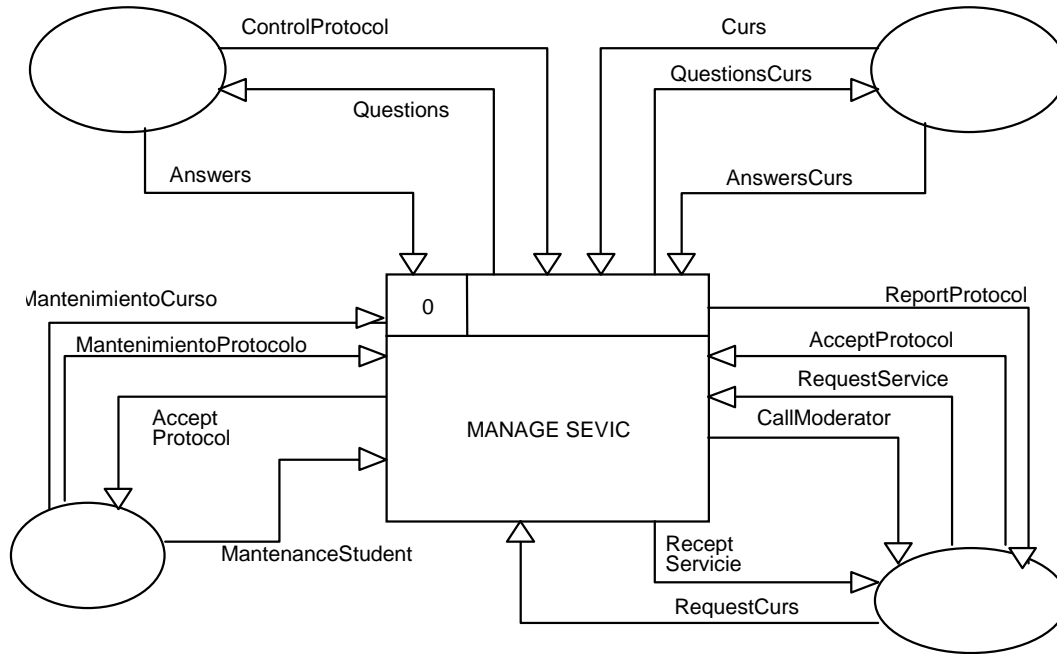 ControlProtocol
Curs
QuestionsCurs
Questions
Answers
AnswersCurs
MantenimientoCurso
0
ReportProtocol
MantenimientoProtocolo
AcceptProtocol
RequestService
Accept
Protocol
CallModerator
MANAGE SEVIC
MantenanceStudent
Recept
Servicie
RequestCurs